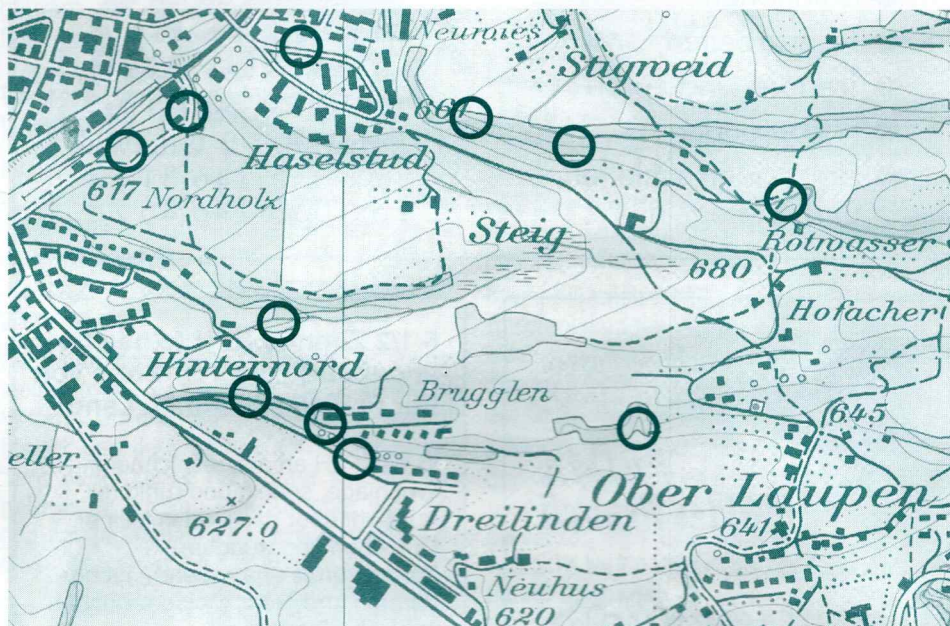 Neuwies
Stigweid
661
Haselstud
617
Nordholz
Steig
Rotwasser
680
Hofacher
Hinternord
Brugglen
645
eller
Ober Laupen
627.0
Dreilinden
641
Neuhus
620